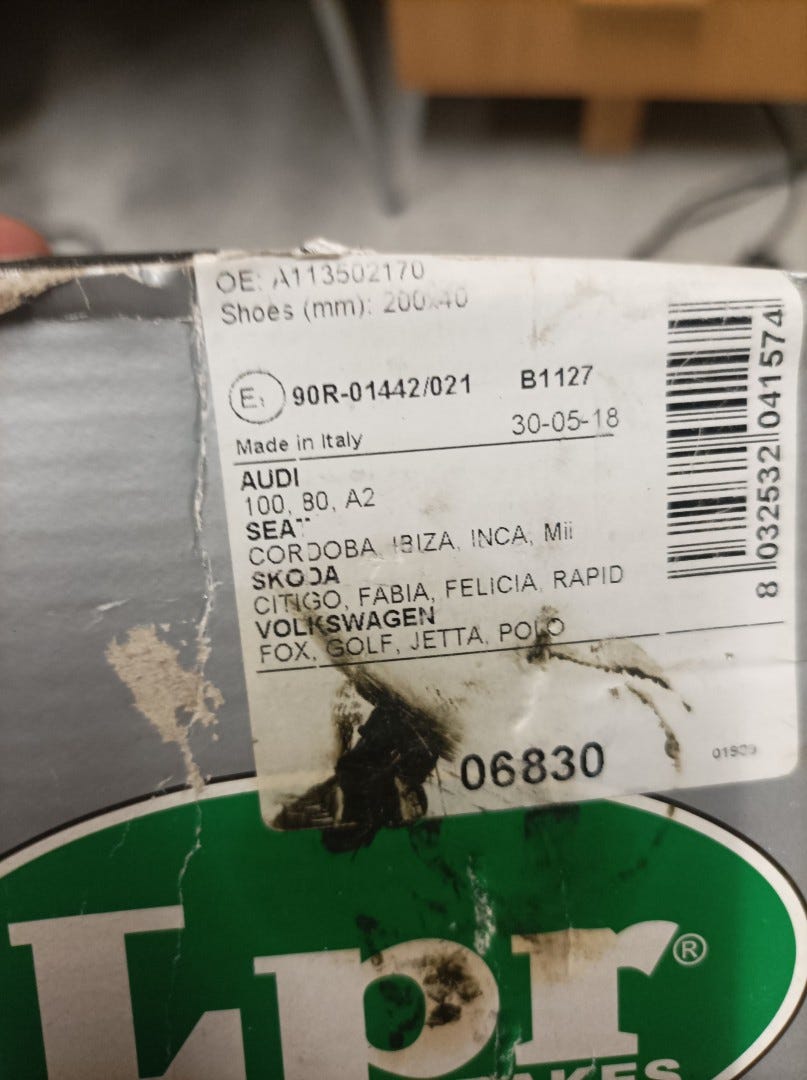 OE: A113502170
Shoes (mm): 200x40
E1 90R-01442/021 B1127
Made in Italy 30-05-18
AUDI
100, 80, A2
SEAT
CORDOBA, IBIZA, INCA, Mii
SKODA
CITIGO, FABIA, FELICIA, RAPID
VOLKSWAGEN
FOX, GOLF, JETTA, POLO
8 032532 041574
06830
Lpr®